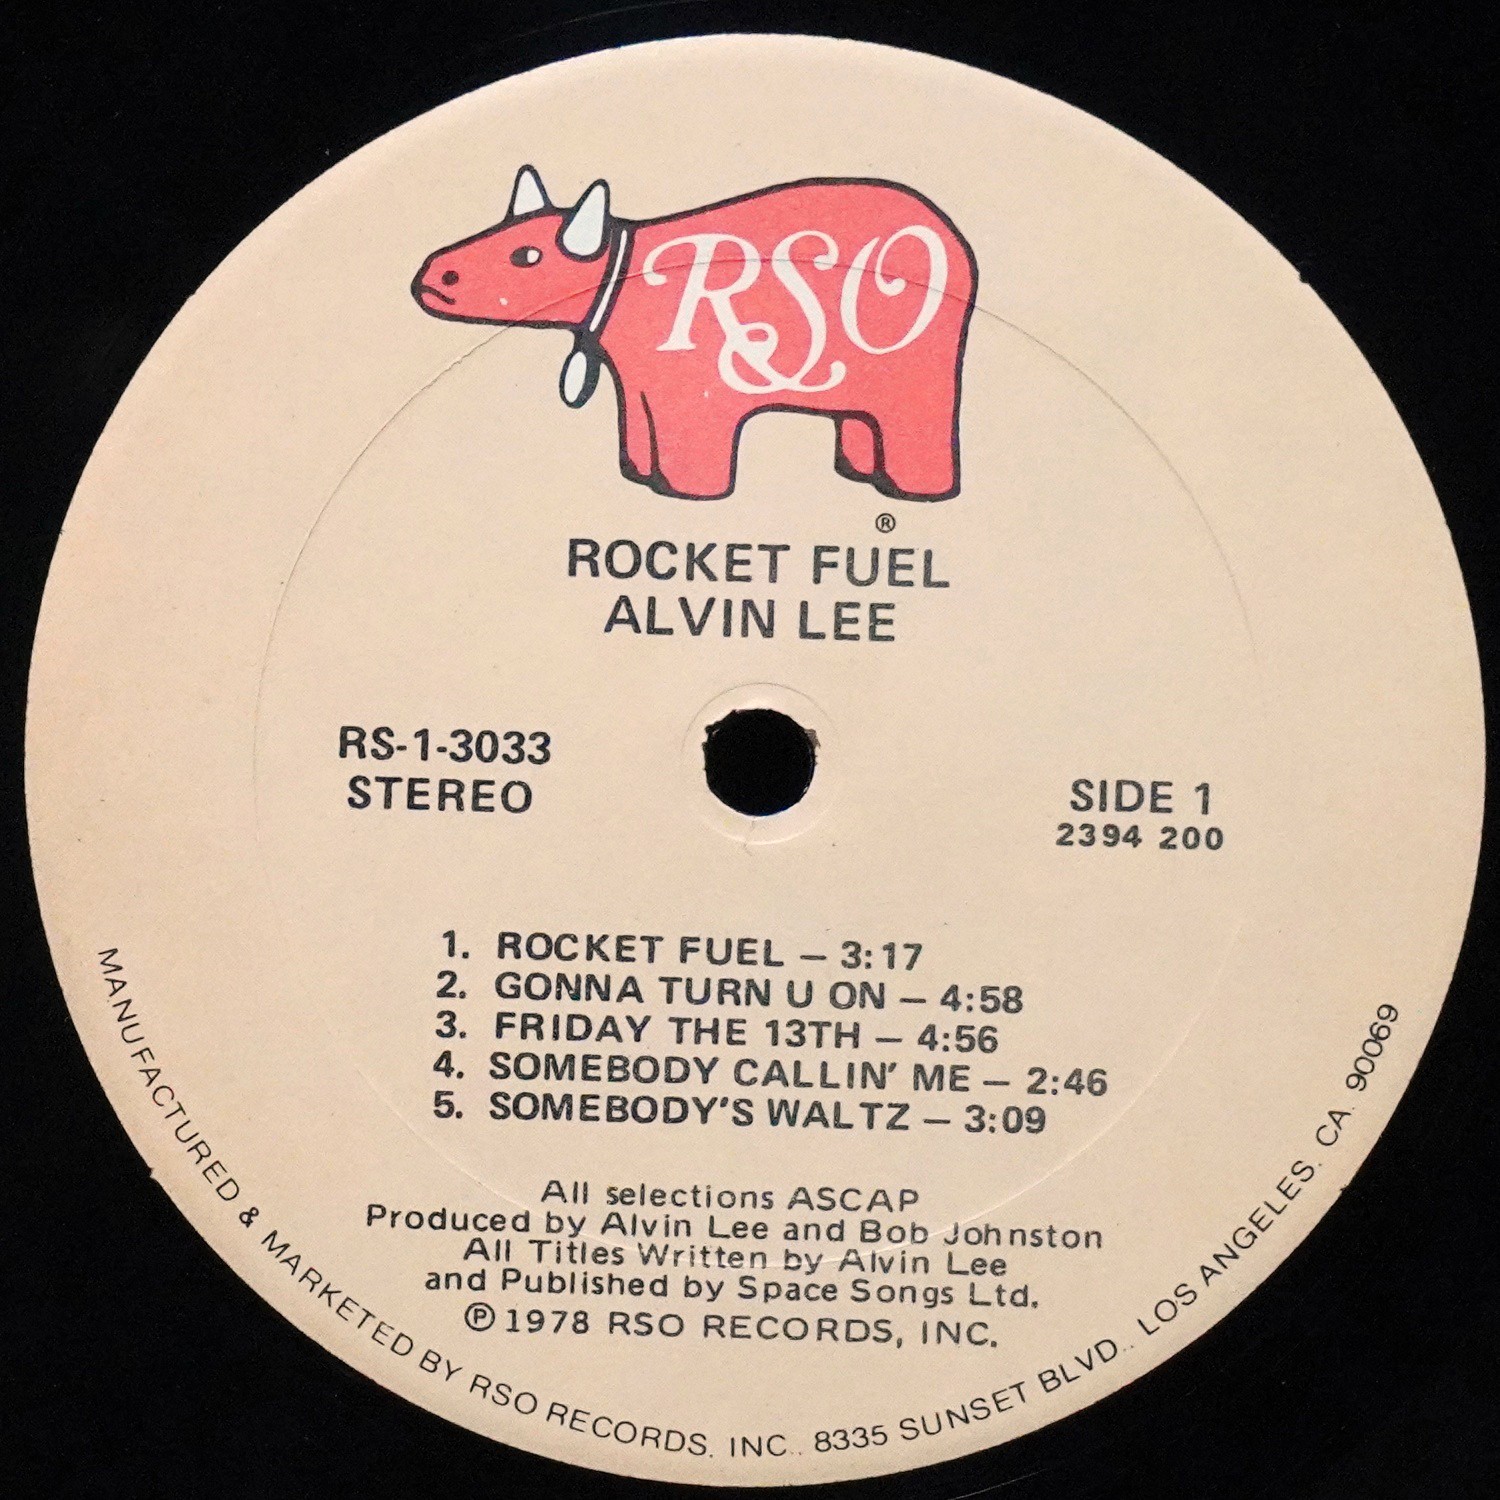 RSO
®
ROCKET FUEL
ALVIN LEE
RS-1-3033
STEREO
SIDE 1
2394 200
1. ROCKET FUEL – 3:17
2. GONNA TURN U ON – 4:58
3. FRIDAY THE 13TH – 4:56
4. SOMEBODY CALLIN' ME – 2:46
5. SOMEBODY'S WALTZ – 3:09
All selections ASCAP
Produced by Alvin Lee and Bob Johnston
All Titles Written by Alvin Lee
and Published by Space Songs Ltd.
℗ 1978 RSO RECORDS, INC.
MANUFACTURED & MARKETED BY RSO RECORDS, INC., 8335 SUNSET BLVD., LOS ANGELES, CA. 90069